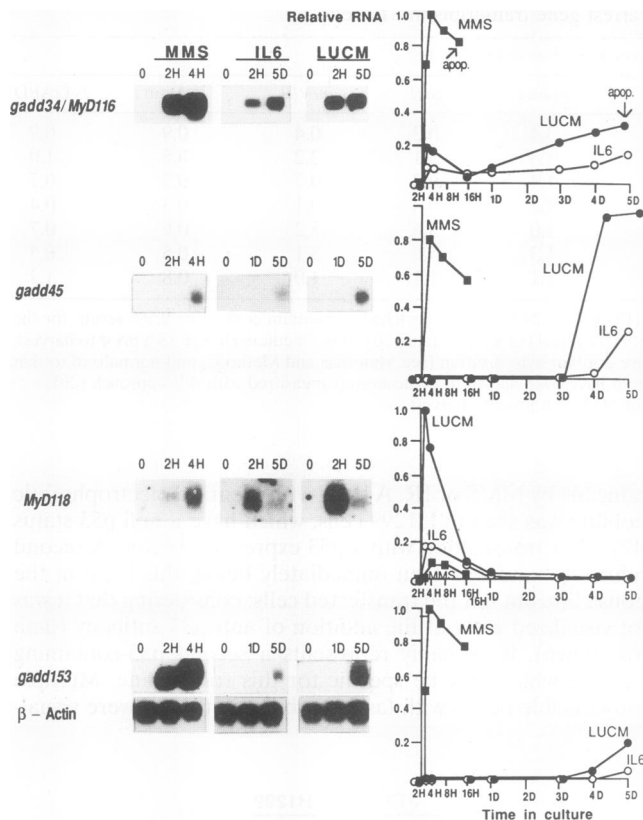 Relative RNA
MMS IL6 LUCM
0 2H 4H 0 2H 5D 0 2H 5D
gadd34/MyD116
1.0
0.8
0.6
0.4
0.2
MMS
apop.
LUCM
apop.
IL6
2H 4H 8H 16H 1D 3D 4D 5D
0 2H 4H 0 1D 5D 0 1D 5D
gadd45
0.8
0.6
0.4
0.2
MMS
LUCM
IL6
2H 4H 8H 16H 1D 3D 4D 5D
0 2H 4H 0 2H 5D 0 2H 5D
MyD118
1.0
0.8
0.6
0.4
0.2
LUCM
IL6
MMS
2H 4H 8H 16H 1D 2D 3D 4D 5D
16H
0 2H 4H 0 1D 5D 0 1D 5D
gadd153
β - Actin
1.0
0.8
0.6
0.4
0.2
MMS
LUCM
IL6
2H 4H 8H 16H 1D 2D 3D 4D 5D
Time in culture